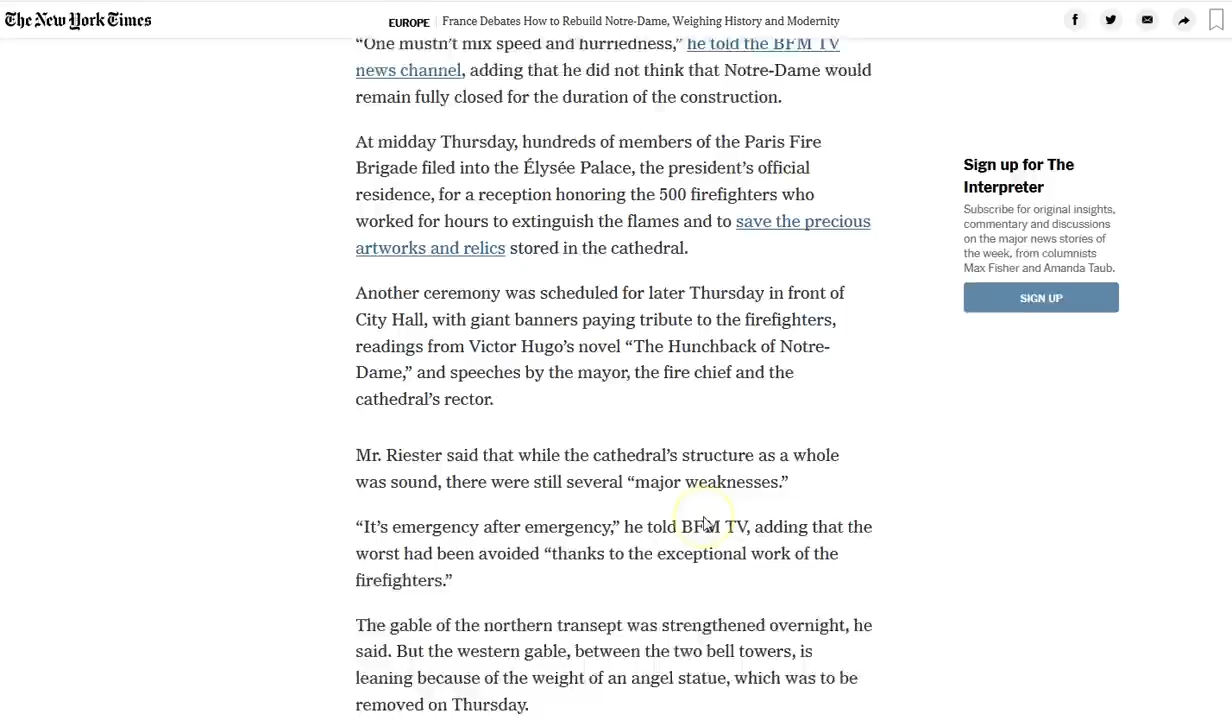 The New York Times
EUROPE | France Debates How to Rebuild Notre-Dame, Weighing History and Modernity
“One mustn’t mix speed and hurriedness,” he told the BFM TV
news channel, adding that he did not think that Notre-Dame would
remain fully closed for the duration of the construction.
At midday Thursday, hundreds of members of the Paris Fire
Brigade filed into the Élysée Palace, the president’s official
residence, for a reception honoring the 500 firefighters who
worked for hours to extinguish the flames and to save the precious
artworks and relics stored in the cathedral.
Another ceremony was scheduled for later Thursday in front of
City Hall, with giant banners paying tribute to the firefighters,
readings from Victor Hugo’s novel “The Hunchback of Notre-
Dame,” and speeches by the mayor, the fire chief and the
cathedral’s rector.
Mr. Riester said that while the cathedral’s structure as a whole
was sound, there were still several “major weaknesses.”
“It’s emergency after emergency,” he told BFM TV, adding that the
worst had been avoided “thanks to the exceptional work of the
firefighters.”
The gable of the northern transept was strengthened overnight, he
said. But the western gable, between the two bell towers, is
leaning because of the weight of an angel statue, which was to be
removed on Thursday.
Sign up for The
Interpreter
Subscribe for original insights,
commentary and discussions
on the major news stories of
the week, from columnists
Max Fisher and Amanda Taub.
SIGN UP